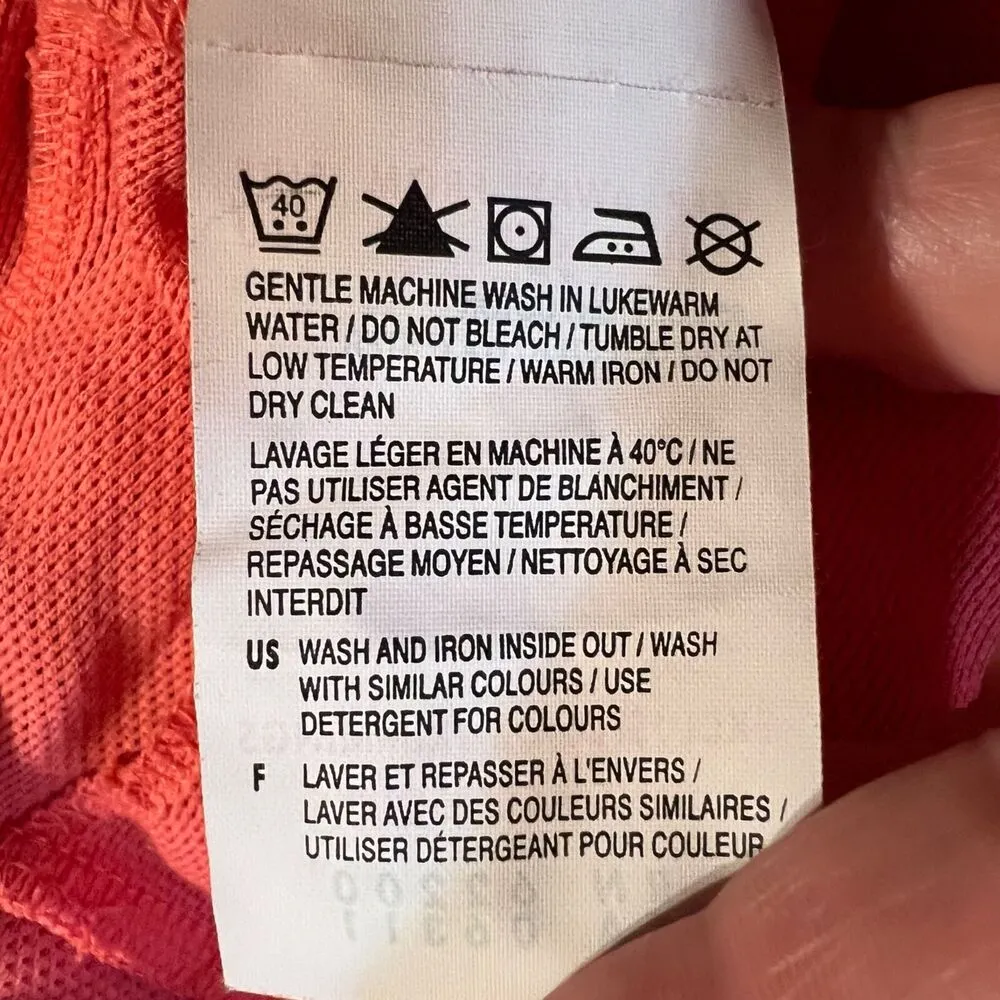 40
GENTLE MACHINE WASH IN LUKEWARM
WATER / DO NOT BLEACH / TUMBLE DRY AT
LOW TEMPERATURE / WARM IRON / DO NOT
DRY CLEAN
LAVAGE LÉGER EN MACHINE À 40°C / NE
PAS UTILISER AGENT DE BLANCHIMENT /
SÉCHAGE À BASSE TEMPERATURE /
REPASSAGE MOYEN / NETTOYAGE À SEC
INTERDIT
US WASH AND IRON INSIDE OUT / WASH
WITH SIMILAR COLOURS / USE
DETERGENT FOR COLOURS
F LAVER ET REPASSER À L'ENVERS /
LAVER AVEC DES COULEURS SIMILAIRES /
UTILISER DÉTERGEANT POUR COULEUR